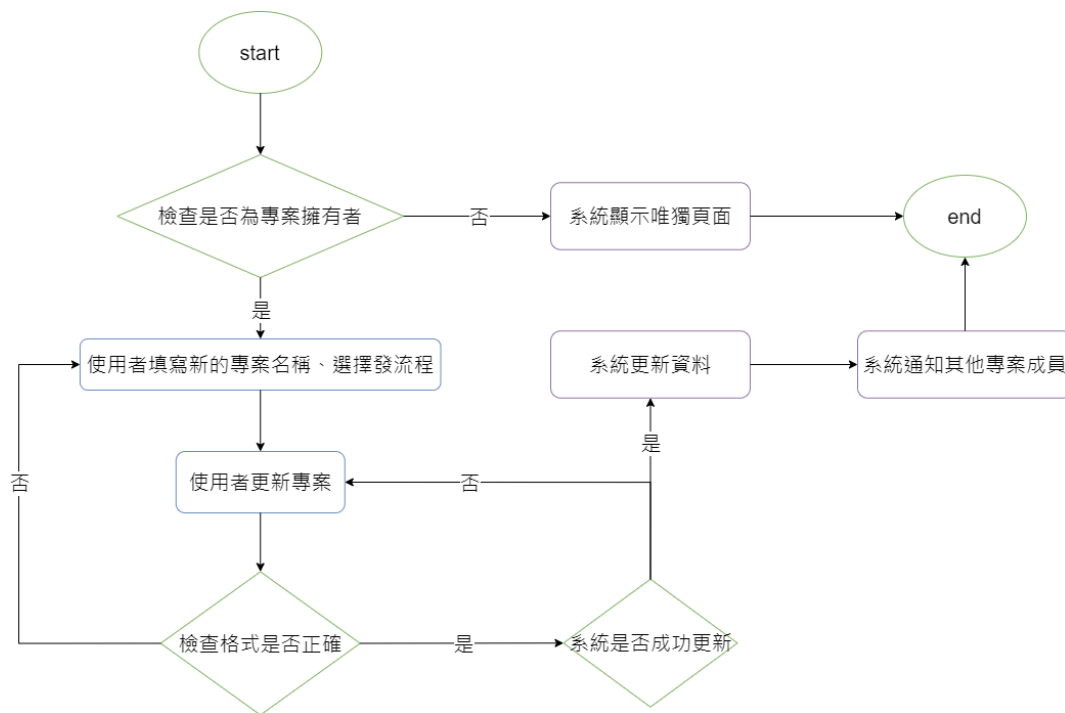 start
檢查是否為專案擁有者
否
系統顯示唯獨頁面
end
是
使用者填寫新的專案名稱、選擇發流程
系統更新資料
系統通知其他專案成員
是
使用者更新專案
否
否
檢查格式是否正確
是
系統是否成功更新